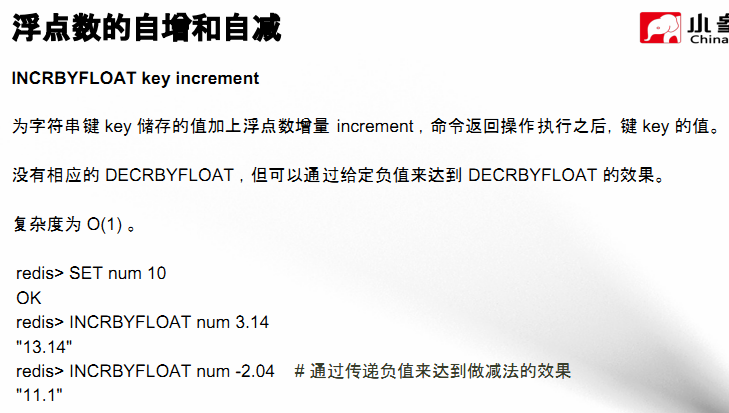 浮点数的自增和自减
小
China
INCRBYFLOAT key increment
为字符串键 key 储存的值加上浮点数增量 increment ，命令返回操作执行之后, 键 key 的值。
没有相应的 DECRBYFLOAT ，但可以通过给定负值来达到 DECRBYFLOAT 的效果。
复杂度为 O(1) 。
redis> SET num 10
OK
redis> INCRBYFLOAT num 3.14
"13.14"
redis> INCRBYFLOAT num -2.04 # 通过传递负值来达到做减法的效果
"11.1"